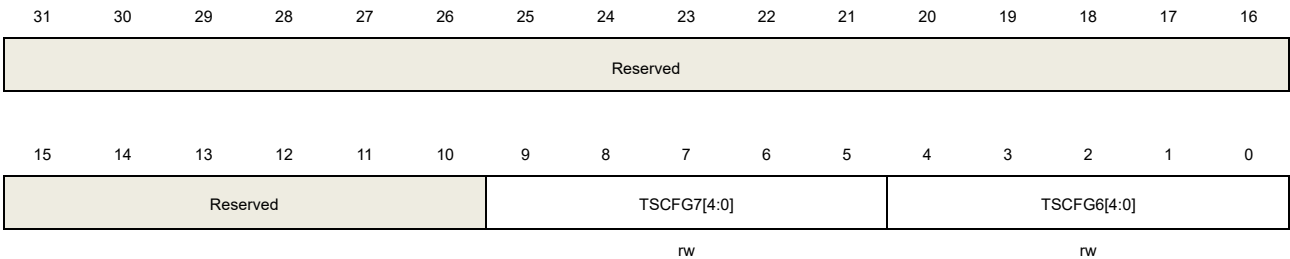 31 30 29 28 27 26 25 24 23 22 21 20 19 18 17 16
Reserved
15 14 13 12 11 10 9 8 7 6 5 4 3 2 1 0
Reserved TSCFG7[4:0] TSCFG6[4:0]
rw rw